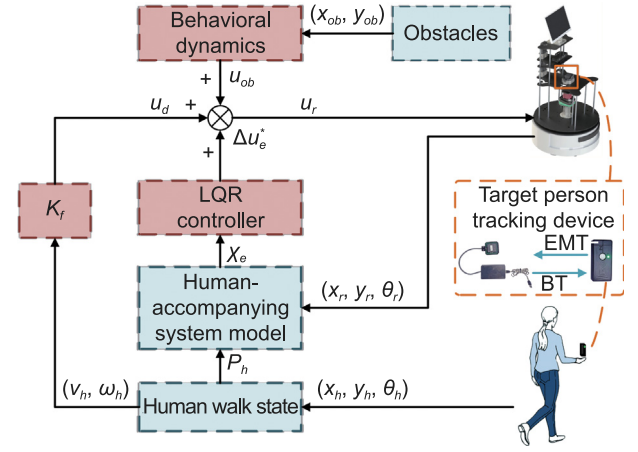 Behavioral
dynamics
(x_ob, y_ob)
Obstacles
+
u_ob
u_d
+
u_r
Δu_e^*
+
K_f
LQR
controller
Target person
tracking device
EMT
BT
χ_e
Human-
accompanying
system model
(x_r, y_r, θ_r)
P_h
(v_h, ω_h)
Human walk state
(x_h, y_h, θ_h)